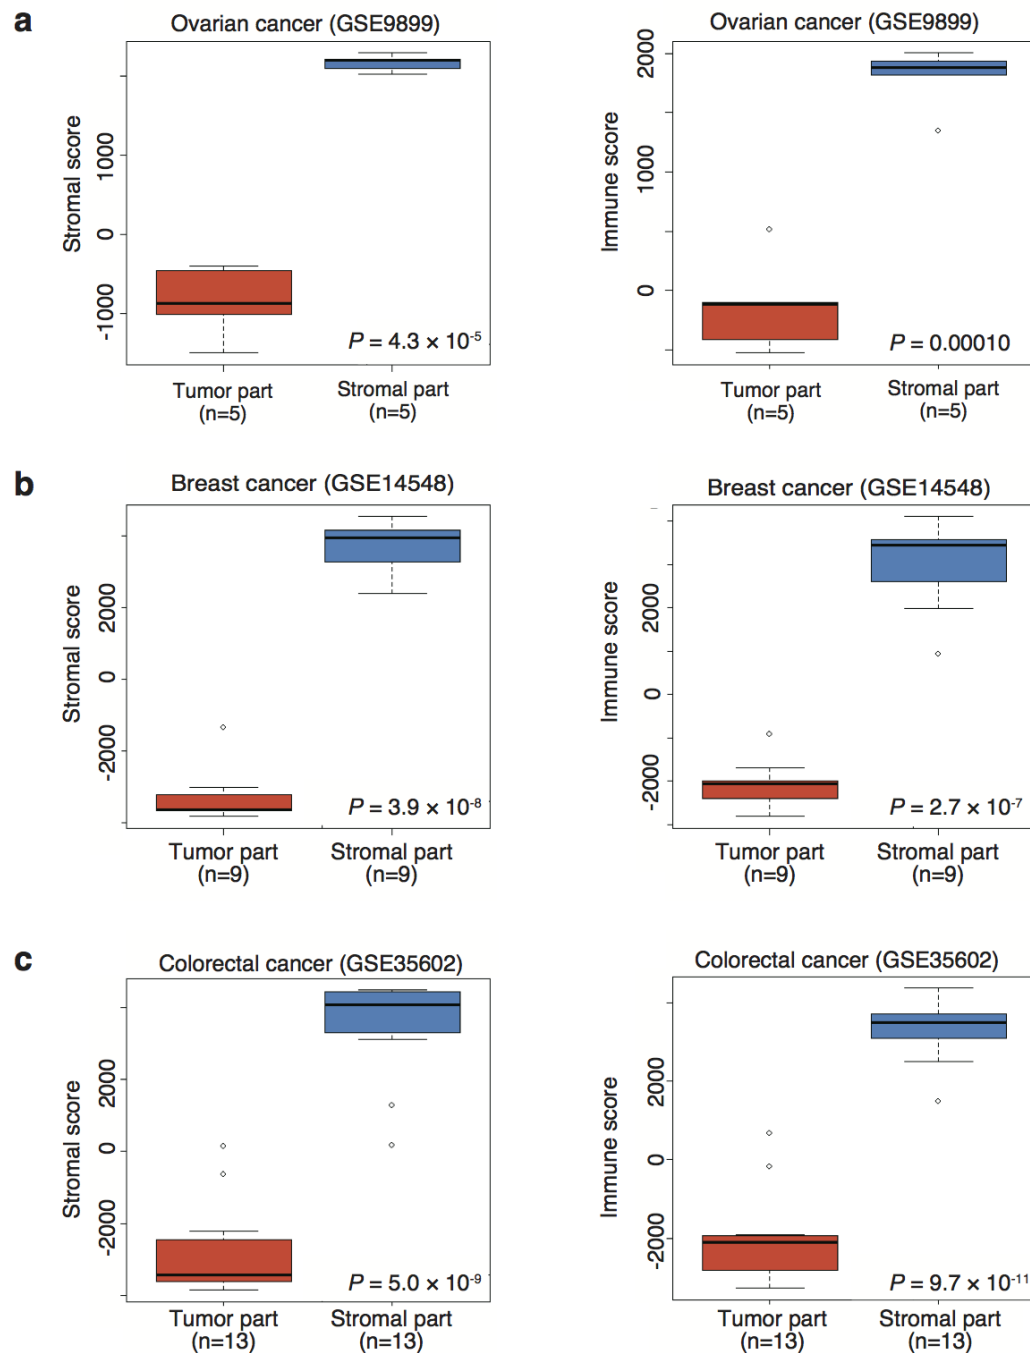 a
Ovarian cancer (GSE9899)
Stromal score
1000
0
-1000
P = 4.3 × 10⁻⁵
Tumor part
(n=5)
Stromal part
(n=5)
Ovarian cancer (GSE9899)
Immune score
2000
1000
0
P = 0.00010
Tumor part
(n=5)
Stromal part
(n=5)
b
Breast cancer (GSE14548)
Stromal score
2000
0
-2000
P = 3.9 × 10⁻⁸
Tumor part
(n=9)
Stromal part
(n=9)
Breast cancer (GSE14548)
Immune score
2000
0
-2000
P = 2.7 × 10⁻⁷
Tumor part
(n=9)
Stromal part
(n=9)
c
Colorectal cancer (GSE35602)
Stromal score
2000
0
-2000
P = 5.0 × 10⁻⁹
Tumor part
(n=13)
Stromal part
(n=13)
Colorectal cancer (GSE35602)
Immune score
2000
0
-2000
P = 9.7 × 10⁻¹¹
Tumor part
(n=13)
Stromal part
(n=13)